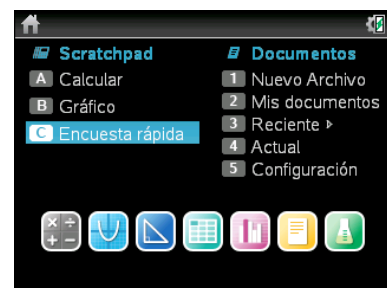 Scratchpad
A Calcular
B Gráfico
C Encuesta rápida
Documentos
1 Nuevo Archivo
2 Mis documentos
3 Reciente ▶
4 Actual
5 Configuración